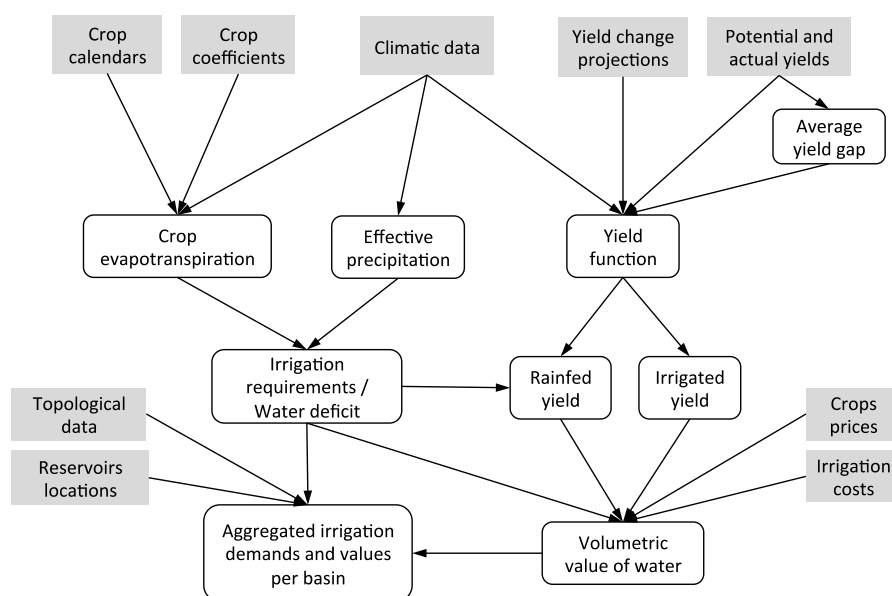 Crop
calendars
Crop
coefficients
Climatic data
Yield change
projections
Potential and
actual yields
Average
yield gap
Crop
evapotranspiration
Effective
precipitation
Yield
function
Irrigation
requirements /
Water deficit
Rainfed
yield
Irrigated
yield
Topological
data
Crops
prices
Reservoirs
locations
Irrigation
costs
Aggregated irrigation
demands and values
per basin
Volumetric
value of water